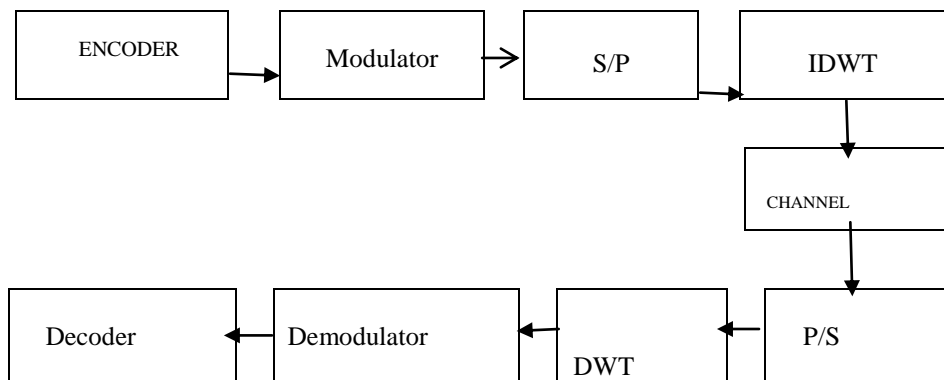 ENCODER
Modulator
S/P
IDWT
CHANNEL
Decoder
Demodulator
DWT
P/S